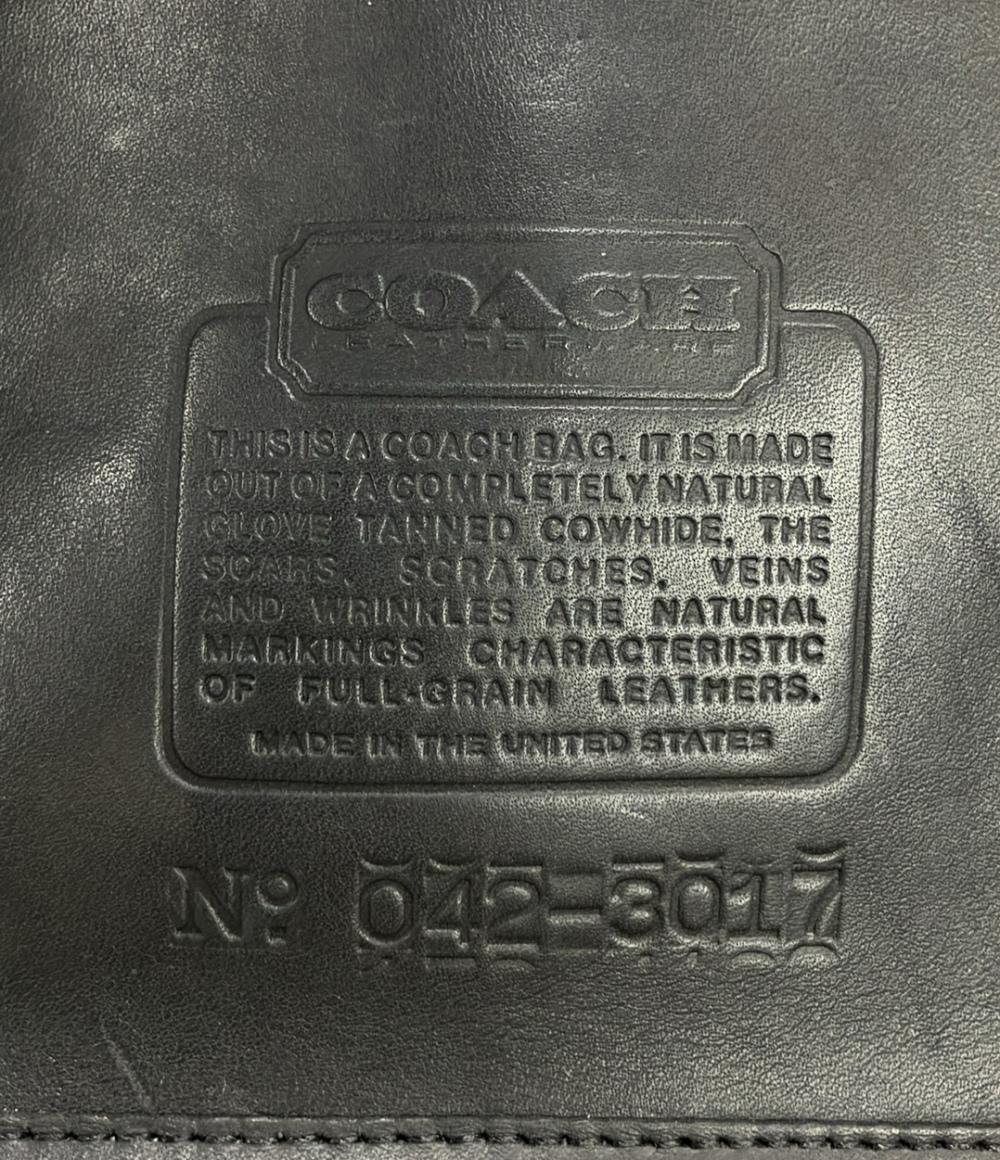 COACH
LEATHERWARE
THIS IS A COACH BAG. IT IS MADE
OUT OF A COMPLETELY NATURAL
GLOVE TANNED COWHIDE, THE
SCARS, SCRATCHES, VEINS
AND WRINKLES ARE NATURAL
MARKINGS CHARACTERISTIC
OF FULL-GRAIN LEATHERS.
MADE IN THE UNITED STATES
Nº 042-3017